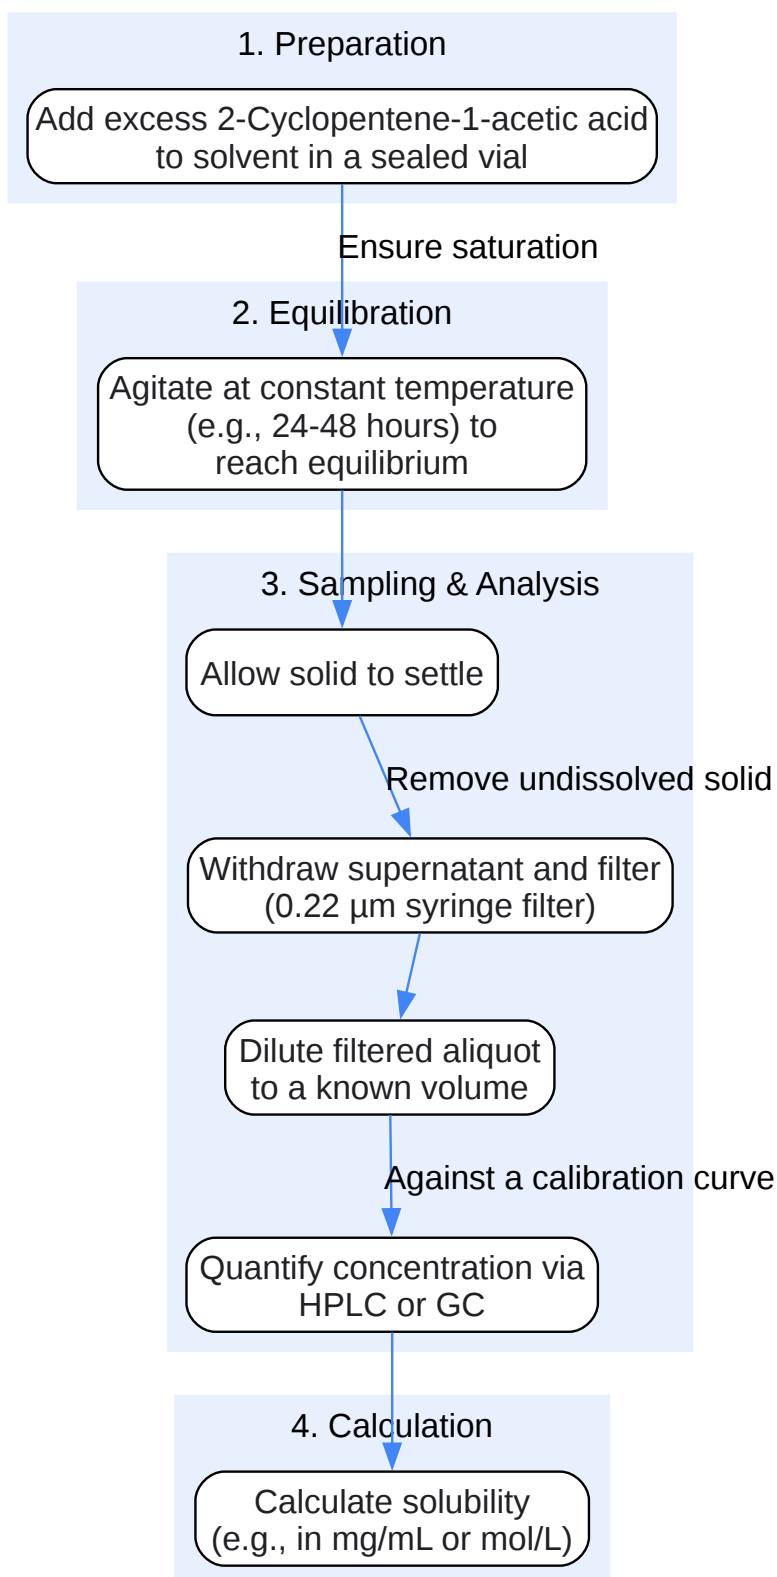 1. Preparation
Add excess 2-Cyclopentene-1-acetic acid
to solvent in a sealed vial
Ensure saturation
2. Equilibration
Agitate at constant temperature
(e.g., 24-48 hours) to
reach equilibrium
3. Sampling & Analysis
Allow solid to settle
Remove undissolved solid
Withdraw supernatant and filter
(0.22 µm syringe filter)
Dilute filtered aliquot
to a known volume
Against a calibration curve
Quantify concentration via
HPLC or GC
4. Calculation
Calculate solubility
(e.g., in mg/mL or mol/L)